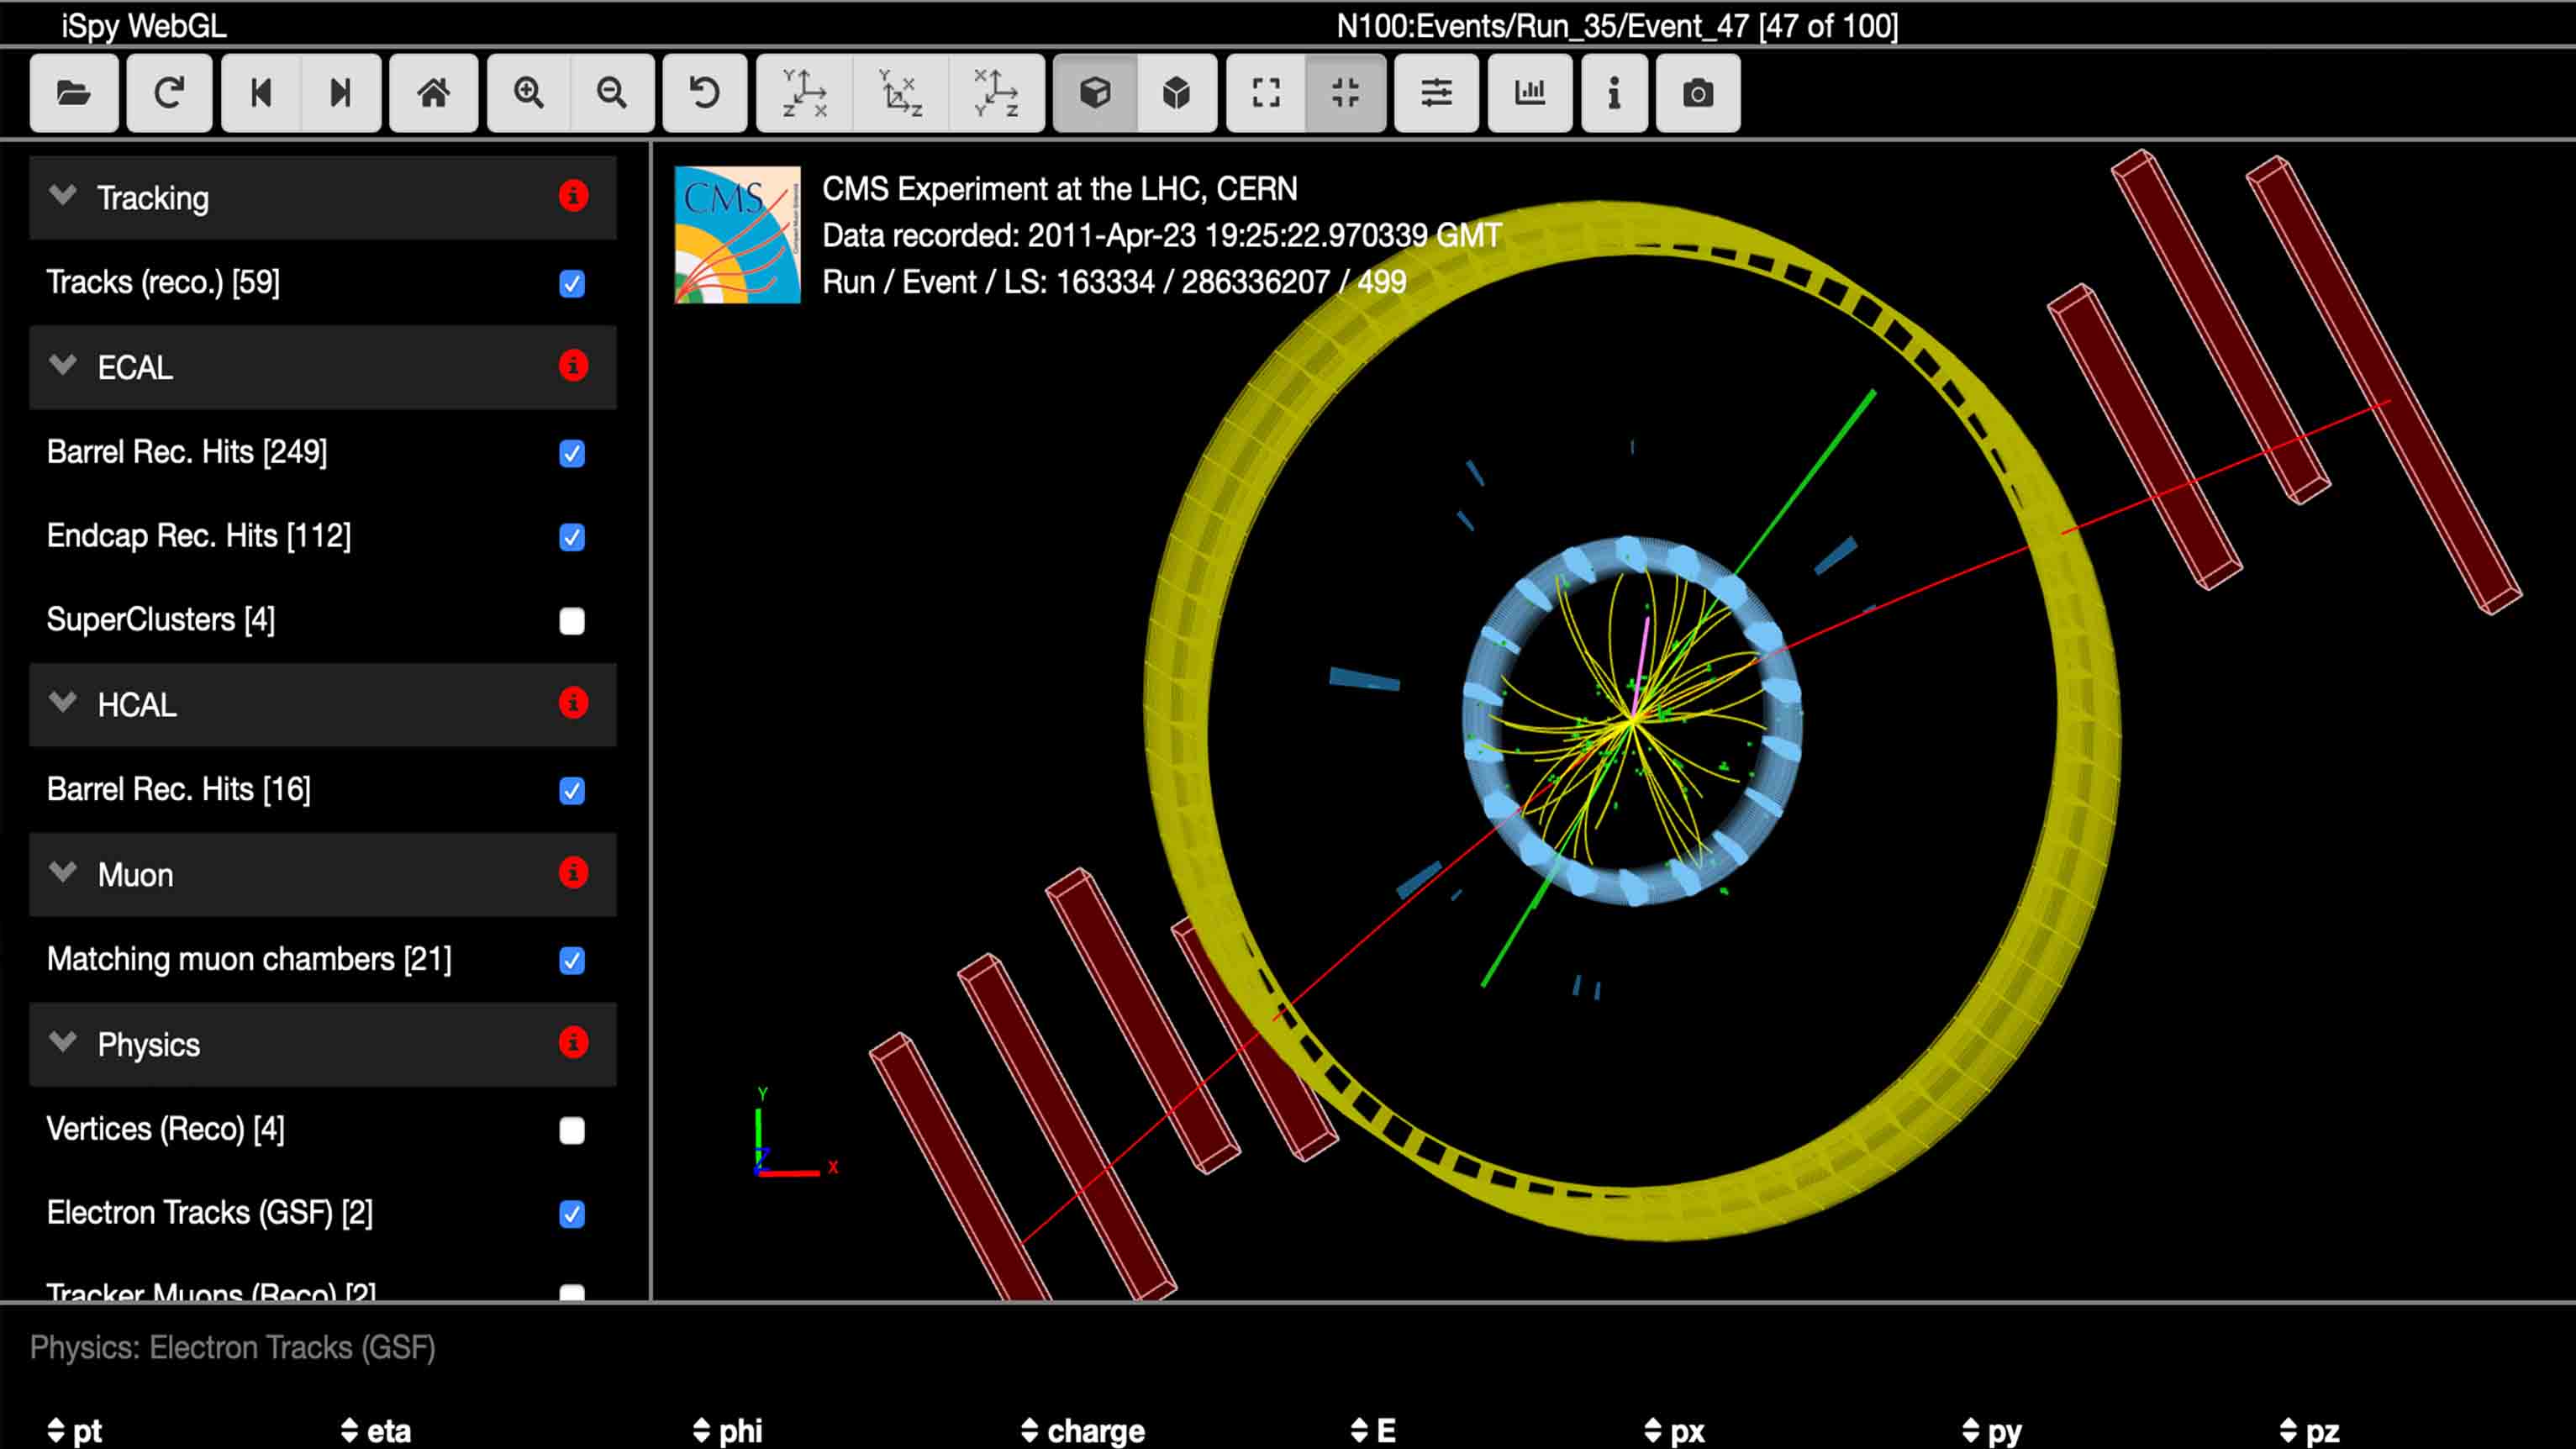 iSpy WebGL
N100:Events/Run_35/Event_47 [47 of 100]
Y
Z X
Y X
Z
X
Y Z
Tracking
Tracks (reco.) [59]
ECAL
Barrel Rec. Hits [249]
Endcap Rec. Hits [112]
SuperClusters [4]
HCAL
Barrel Rec. Hits [16]
Muon
Matching muon chambers [21]
Physics
Vertices (Reco) [4]
Electron Tracks (GSF) [2]
Tracker Muons (Reco) [2]
CMS
CMS Experiment at the LHC, CERN
Data recorded: 2011-Apr-23 19:25:22.970339 GMT
Run / Event / LS: 163334 / 286336207 / 499
Y
Z
X
Physics: Electron Tracks (GSF)
pt eta phi charge E px py pz